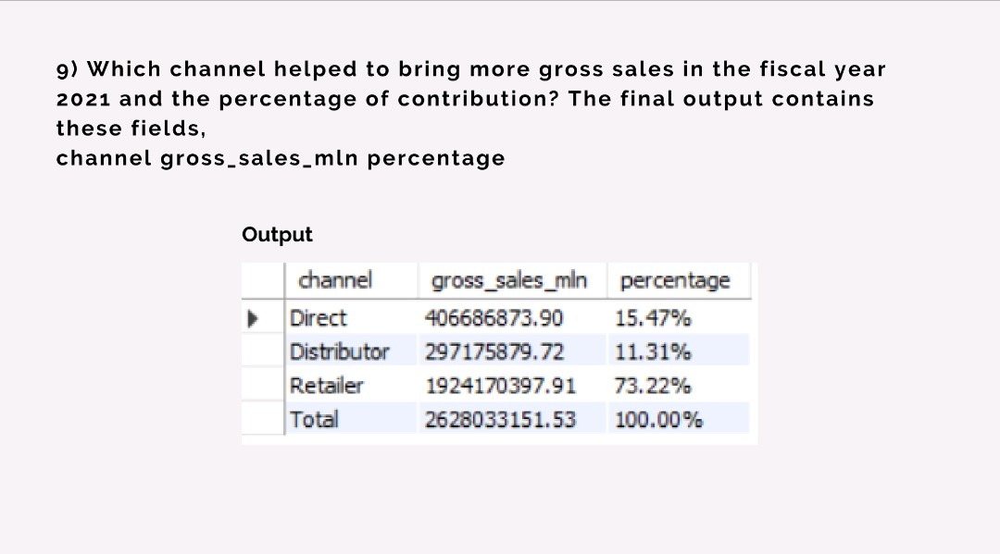 9) Which channel helped to bring more gross sales in the fiscal year
2021 and the percentage of contribution? The final output contains
these fields,
channel gross_sales_mln percentage
Output
channel gross_sales_mln percentage
Direct 406686873.90 15.47%
Distributor 297175879.72 11.31%
Retailer 1924170397.91 73.22%
Total 2628033151.53 100.00%